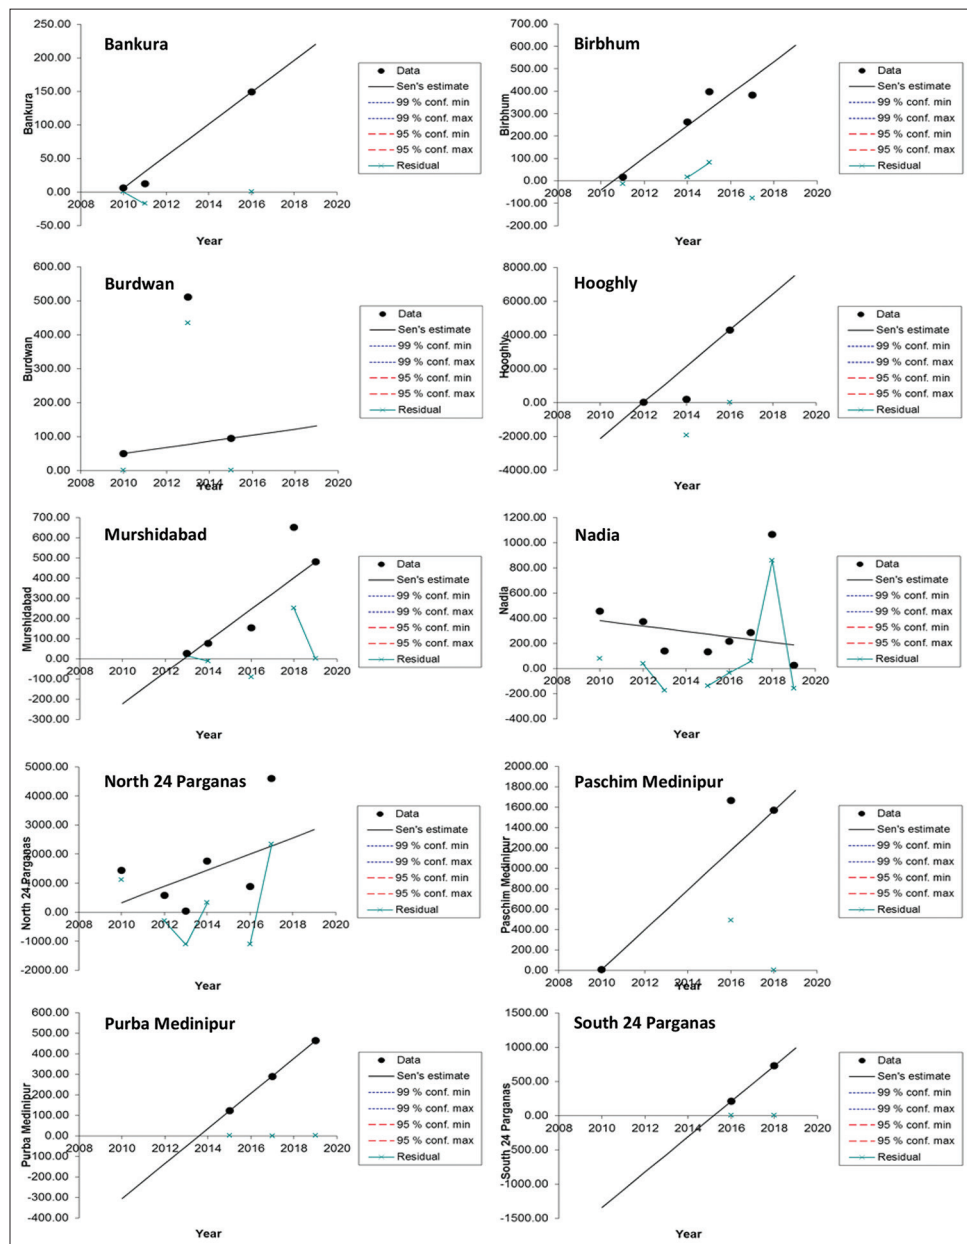 Bankura
250.00
200.00
150.00
100.00
50.00
0.00
-50.00
Bankura
2008 2010 2012 2014 2016 2018 2020
Year
Data
Sen's estimate
99 % conf. min
99 % conf. max
95 % conf. min
95 % conf. max
Residual
Birbhum
700.00
600.00
500.00
400.00
300.00
200.00
100.00
0.00
-100.00
-200.00
Birbhum
2008 2010 2012 2014 2016 2018 2020
Year
Data
Sen's estimate
99 % conf. min
99 % conf. max
95 % conf. min
95 % conf. max
Residual
Burdwan
600.00
500.00
400.00
300.00
200.00
100.00
0.00
Burdwan
2008 2010 2012 2014 2016 2018 2020
Year
Data
Sen's estimate
99 % conf. min
99 % conf. max
95 % conf. min
95 % conf. max
Residual
Hooghly
8000.00
6000.00
4000.00
2000.00
0.00
-2000.00
-4000.00
Hooghly
2008 2010 2012 2014 2016 2018 2020
Year
Data
Sen's estimate
99 % conf. min
99 % conf. max
95 % conf. min
95 % conf. max
Residual
Murshidabad
700.00
600.00
500.00
400.00
300.00
200.00
100.00
0.00
-100.00
-200.00
-300.00
Murshidabad
2008 2010 2012 2014 2016 2018 2020
Year
Data
Sen's estimate
99 % conf. min
99 % conf. max
95 % conf. min
95 % conf. max
Residual
Nadia
1200.00
1000.00
800.00
600.00
400.00
200.00
0.00
-200.00
-400.00
Nadia
2008 2010 2012 2014 2016 2018 2020
Year
Data
Sen's estimate
99 % conf. min
99 % conf. max
95 % conf. min
95 % conf. max
Residual
North 24 Parganas
5000.00
4000.00
3000.00
2000.00
1000.00
0.00
-1000.00
-2000.00
North 24 Parganas
2008 2010 2012 2014 2016 2018 2020
Year
Data
Sen's estimate
99 % conf. min
99 % conf. max
95 % conf. min
95 % conf. max
Residual
Paschim Medinipur
2000.00
1800.00
1600.00
1400.00
1200.00
1000.00
800.00
600.00
400.00
200.00
0.00
Paschim Medinipur
2008 2010 2012 2014 2016 2018 2020
Year
Data
Sen's estimate
99 % conf. min
99 % conf. max
95 % conf. min
95 % conf. max
Residual
Purba Medinipur
600.00
500.00
400.00
300.00
200.00
100.00
0.00
-100.00
-200.00
-300.00
-400.00
Purba Medinipur
2008 2010 2012 2014 2016 2018 2020
Year
Data
Sen's estimate
99 % conf. min
99 % conf. max
95 % conf. min
95 % conf. max
Residual
South 24 Parganas
1500.00
1000.00
500.00
0.00
-500.00
-1000.00
-1500.00
South 24 Parganas
2008 2010 2012 2014 2016 2018 2020
Year
Data
Sen's estimate
99 % conf. min
99 % conf. max
95 % conf. min
95 % conf. max
Residual